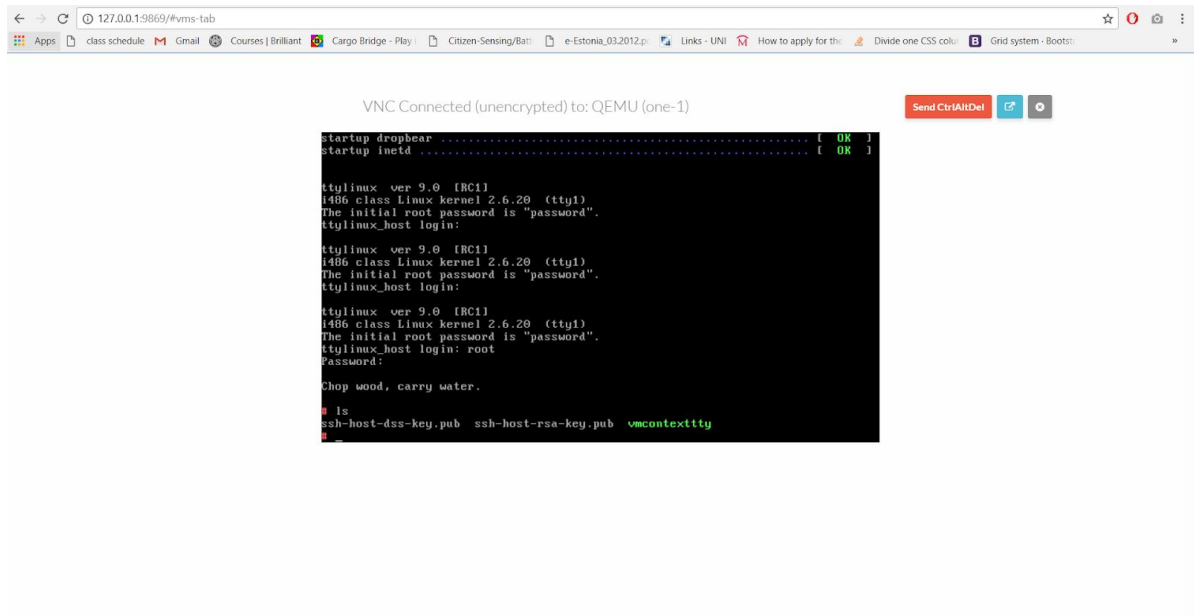 127.0.0.1:9869/#vms-tab
Apps class schedule Gmail Courses | Brilliant Cargo Bridge - Play Citizen-Sensing/Bat e-Estonia_03.2012.p Links - UNI How to apply for the Divide one CSS colu Grid system · Bootst »
VNC Connected (unencrypted) to: QEMU (one-1)
Send CtrlAltDel
startup dropbear ..................................................... [ OK ]
startup inetd ........................................................ [ OK ]
ttylinux ver 9.0 [RC1]
i486 class Linux kernel 2.6.20 (tty1)
The initial root password is "password".
ttylinux_host login:
ttylinux ver 9.0 [RC1]
i486 class Linux kernel 2.6.20 (tty1)
The initial root password is "password".
ttylinux_host login:
ttylinux ver 9.0 [RC1]
i486 class Linux kernel 2.6.20 (tty1)
The initial root password is "password".
ttylinux_host login: root
Password:
Chop wood, carry water.
# ls
ssh-host-dss-key.pub ssh-host-rsa-key.pub vmcontexttty
# _